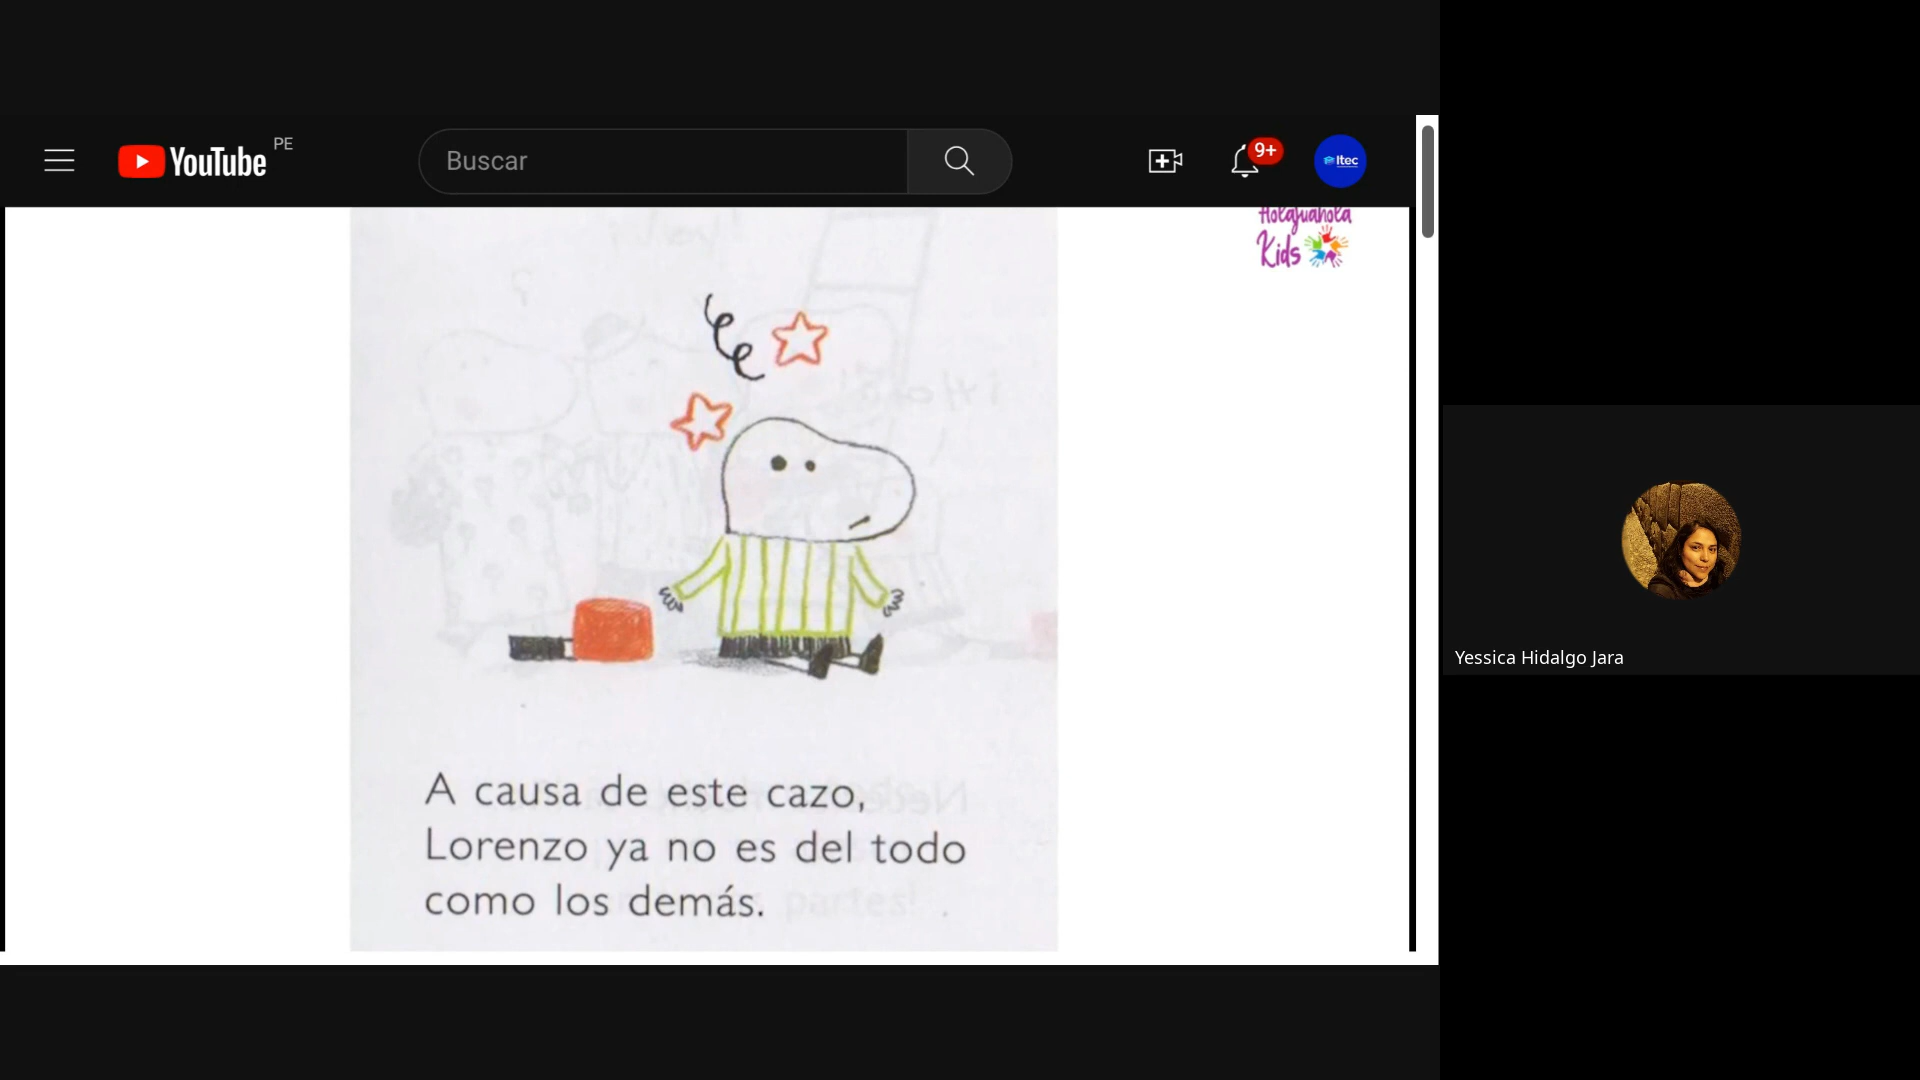 YouTube PE
Buscar
9+
Itec
Holajuahola
Kids
A causa de este cazo,
Lorenzo ya no es del todo
como los demás.
Yessica Hidalgo Jara